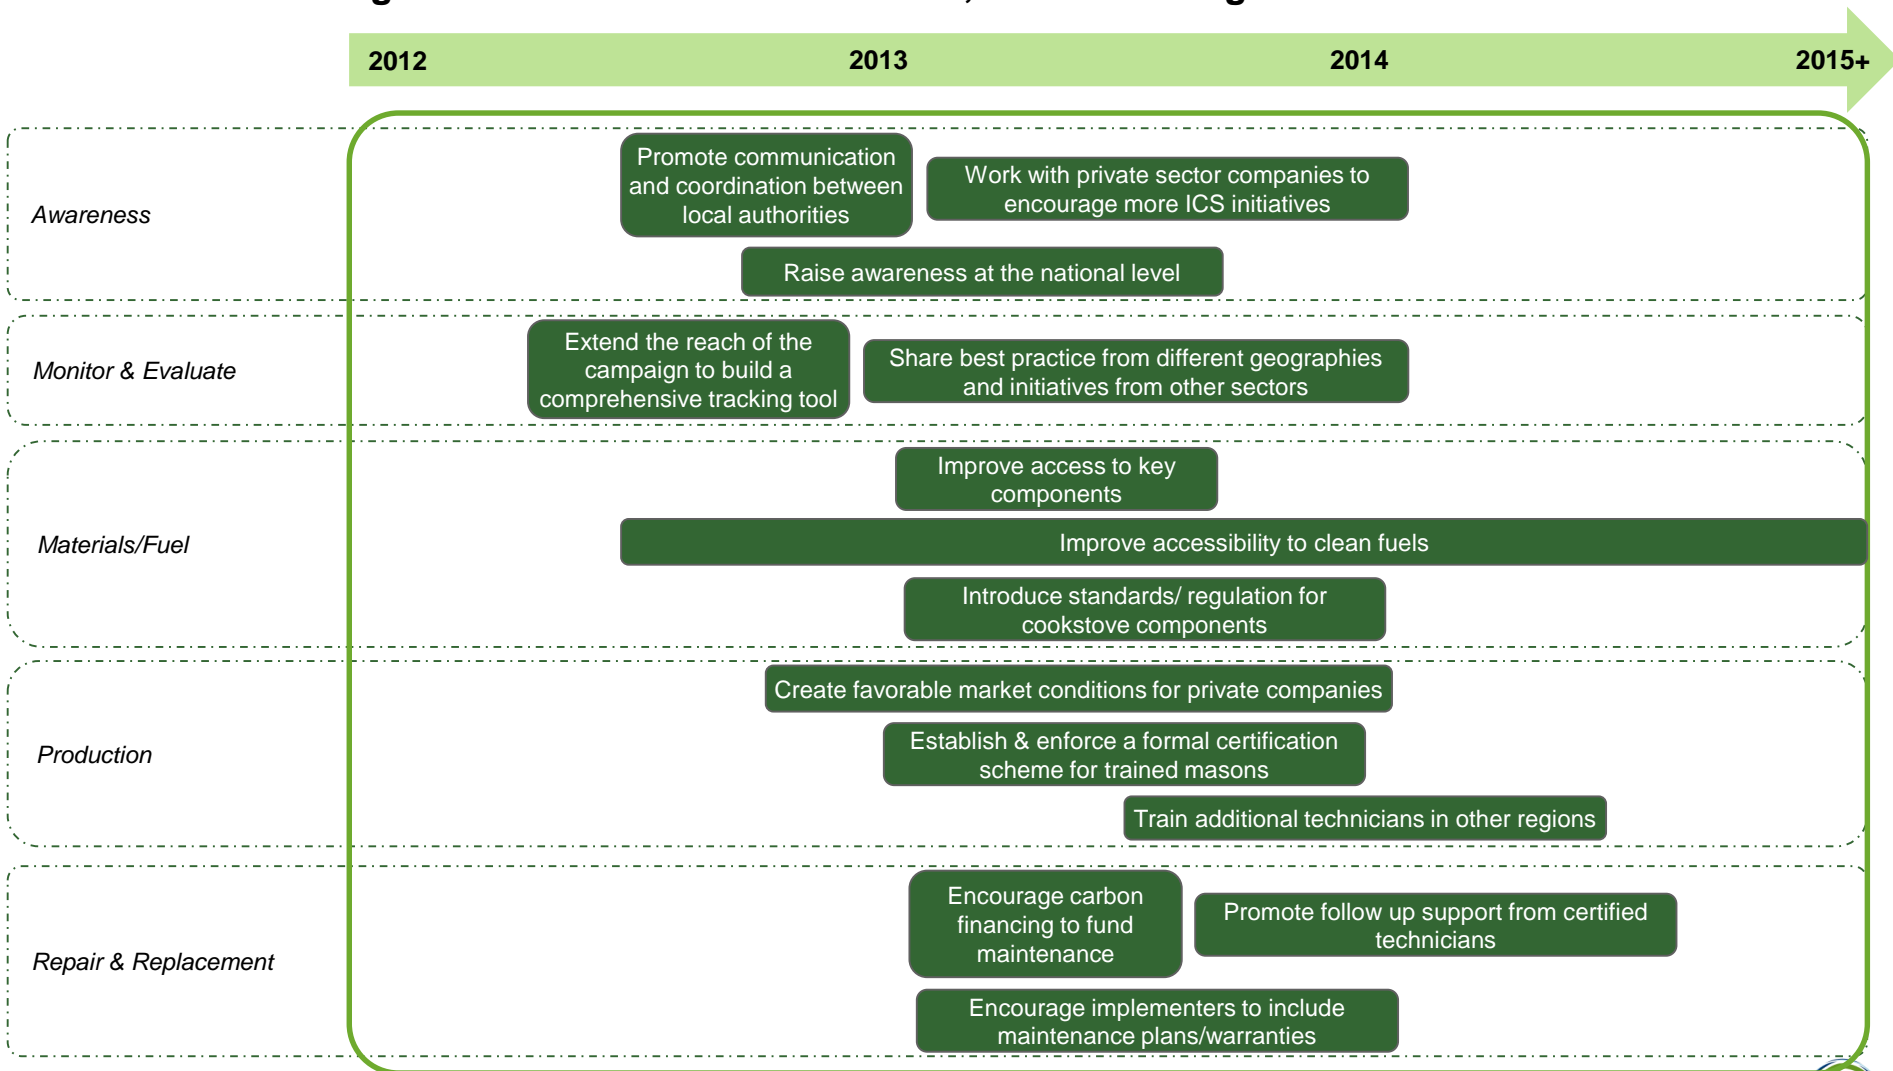 2012
2013
2014
2015+
Awareness
Promote communication
and coordination between
local authorities
Work with private sector companies to
encourage more ICS initiatives
Raise awareness at the national level
Monitor & Evaluate
Extend the reach of the
campaign to build a
comprehensive tracking tool
Share best practice from different geographies
and initiatives from other sectors
Materials/Fuel
Improve access to key
components
Improve accessibility to clean fuels
Introduce standards/ regulation for
cookstove components
Production
Create favorable market conditions for private companies
Establish & enforce a formal certification
scheme for trained masons
Train additional technicians in other regions
Repair & Replacement
Encourage carbon
financing to fund
maintenance
Promote follow up support from certified
technicians
Encourage implementers to include
maintenance plans/warranties